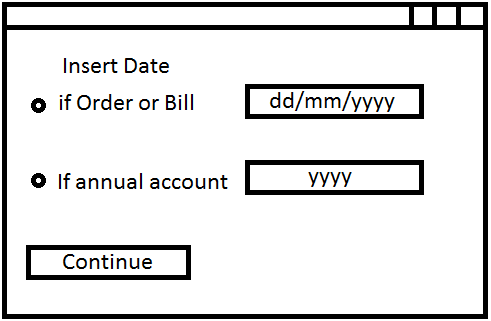 Insert Date
if Order or Bill dd/mm/yyyy
If annual account yyyy
Continue